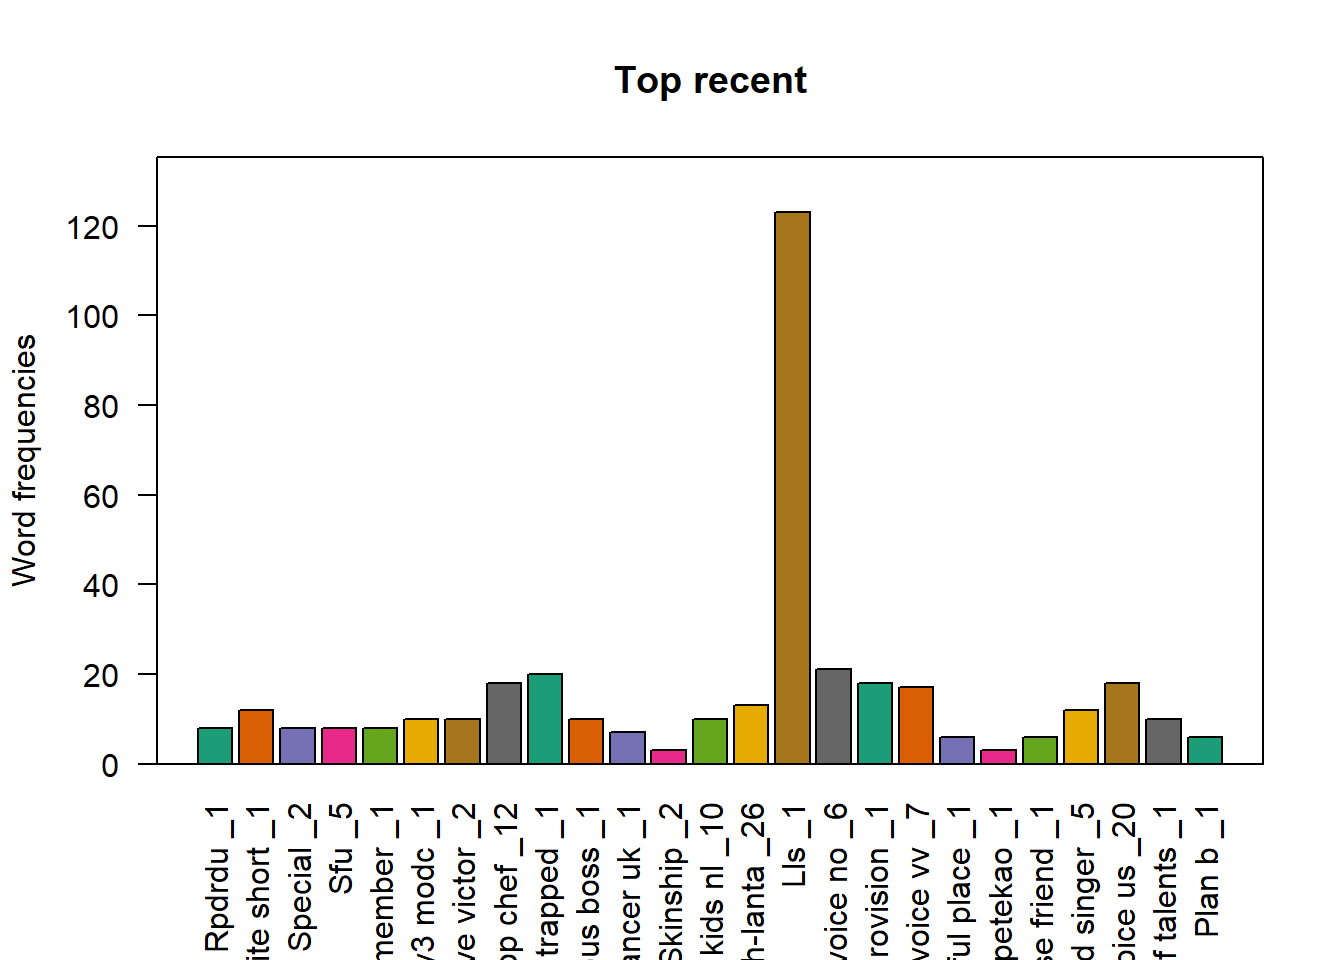 Top recent
Word frequencies
120
100
80
60
40
20
0
Rpdrdu _1
ite short _1
Special _2
Sfu _5
member _1
v3 modc _1
ve victor _2
op chef _12
trapped _1
ous boss _1
ancer uk _1
Skinship _2
kids nl _10
h-lanta _26
Lls _1
voice no _6
rovision _1
voice vv _7
ful place _1
petekao _1
se friend _1
d singer _5
oice us _20
f talents _1
Plan b _1